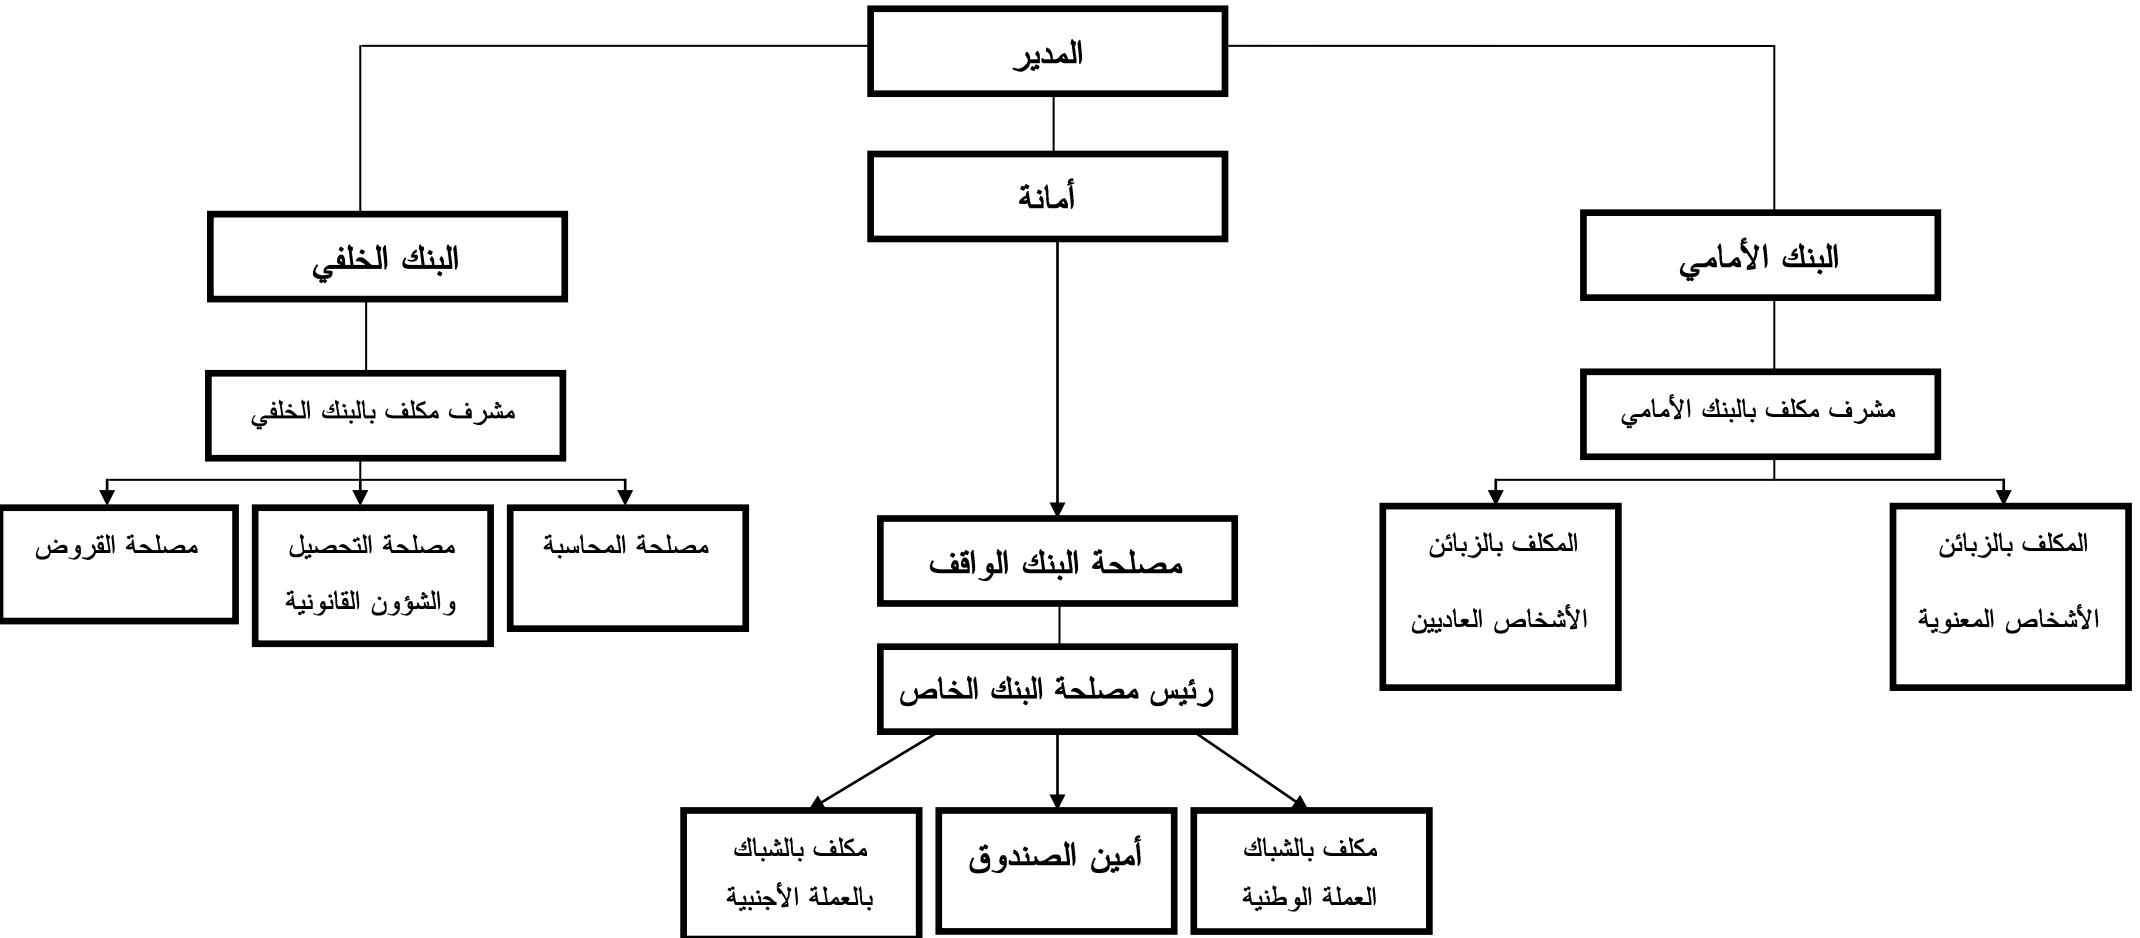 المدير
أمانة
البنك الأمامي
البنك الخلفي
مشرف مكلف بالبنك الأمامي
مشرف مكلف بالبنك الخلفي
المكلف بالزبائن
الأشخاص المعنوية
المكلف بالزبائن
الأشخاص العاديين
مصلحة البنك الواقف
مصلحة المحاسبة
مصلحة التحصيل
والشؤون القانونية
مصلحة القروض
رئيس مصلحة البنك الخاص
مكلف بالشباك
العملة الوطنية
أمين الصندوق
مكلف بالشباك
بالعملة الأجنبية